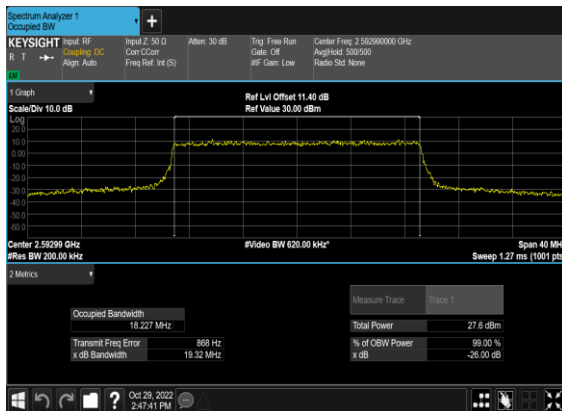 Spectrum Analyzer 1
Occupied BW
KEYSIGHT
R T
Input: RF
Coupling: DC
Align: Auto
Input Z: 50 Ω
Corr CCorr
Freq Ref: Int (S)
Atten: 30 dB
Trig: Free Run
Gate: Off
#IF Gain: Low
Center Freq: 2.592990000 GHz
Avg|Hold: 500/500
Radio Std: None
1 Graph
Scale/Div 10.0 dB
Ref Lvl Offset 11.40 dB
Ref Value 30.00 dBm
Log
20.0
10.0
0.00
-10.0
-20.0
-30.0
-40.0
-50.0
-60.0
Center 2.59299 GHz
#Res BW 200.00 kHz
#Video BW 620.00 kHz*
Span 40 MH
Sweep 1.27 ms (1001 pts
2 Metrics
Measure Trace
Trace 1
Occupied Bandwidth
18.227 MHz
Total Power
27.6 dBm
Transmit Freq Error
868 Hz
% of OBW Power
99.00 %
x dB Bandwidth
19.32 MHz
x dB
-26.00 dB
?
Oct 29, 2022
2:47:41 PM